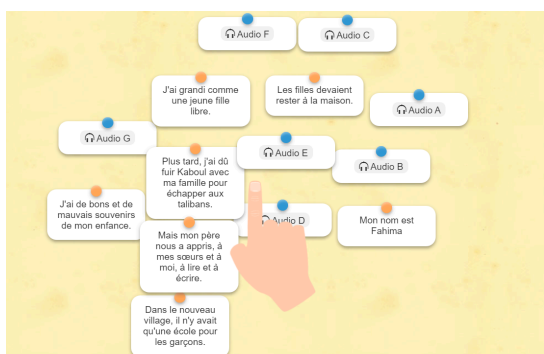 Audio F
Audio C
J'ai grandi comme
une jeune fille
libre.
Les filles devaient
rester à la maison.
Audio A
Audio G
Audio E
Plus tard, j'ai dû
fuir Kaboul avec
ma famille pour
échapper aux
talibans.
Audio B
J'ai de bons et de
mauvais souvenirs
de mon enfance.
Audio D
Mon nom est
Fahima
Mais mon père
nous a appris, à
mes sœurs et à
moi, à lire et à
écrire.
Dans le nouveau
village, il n'y avait
qu'une école pour
les garçons.